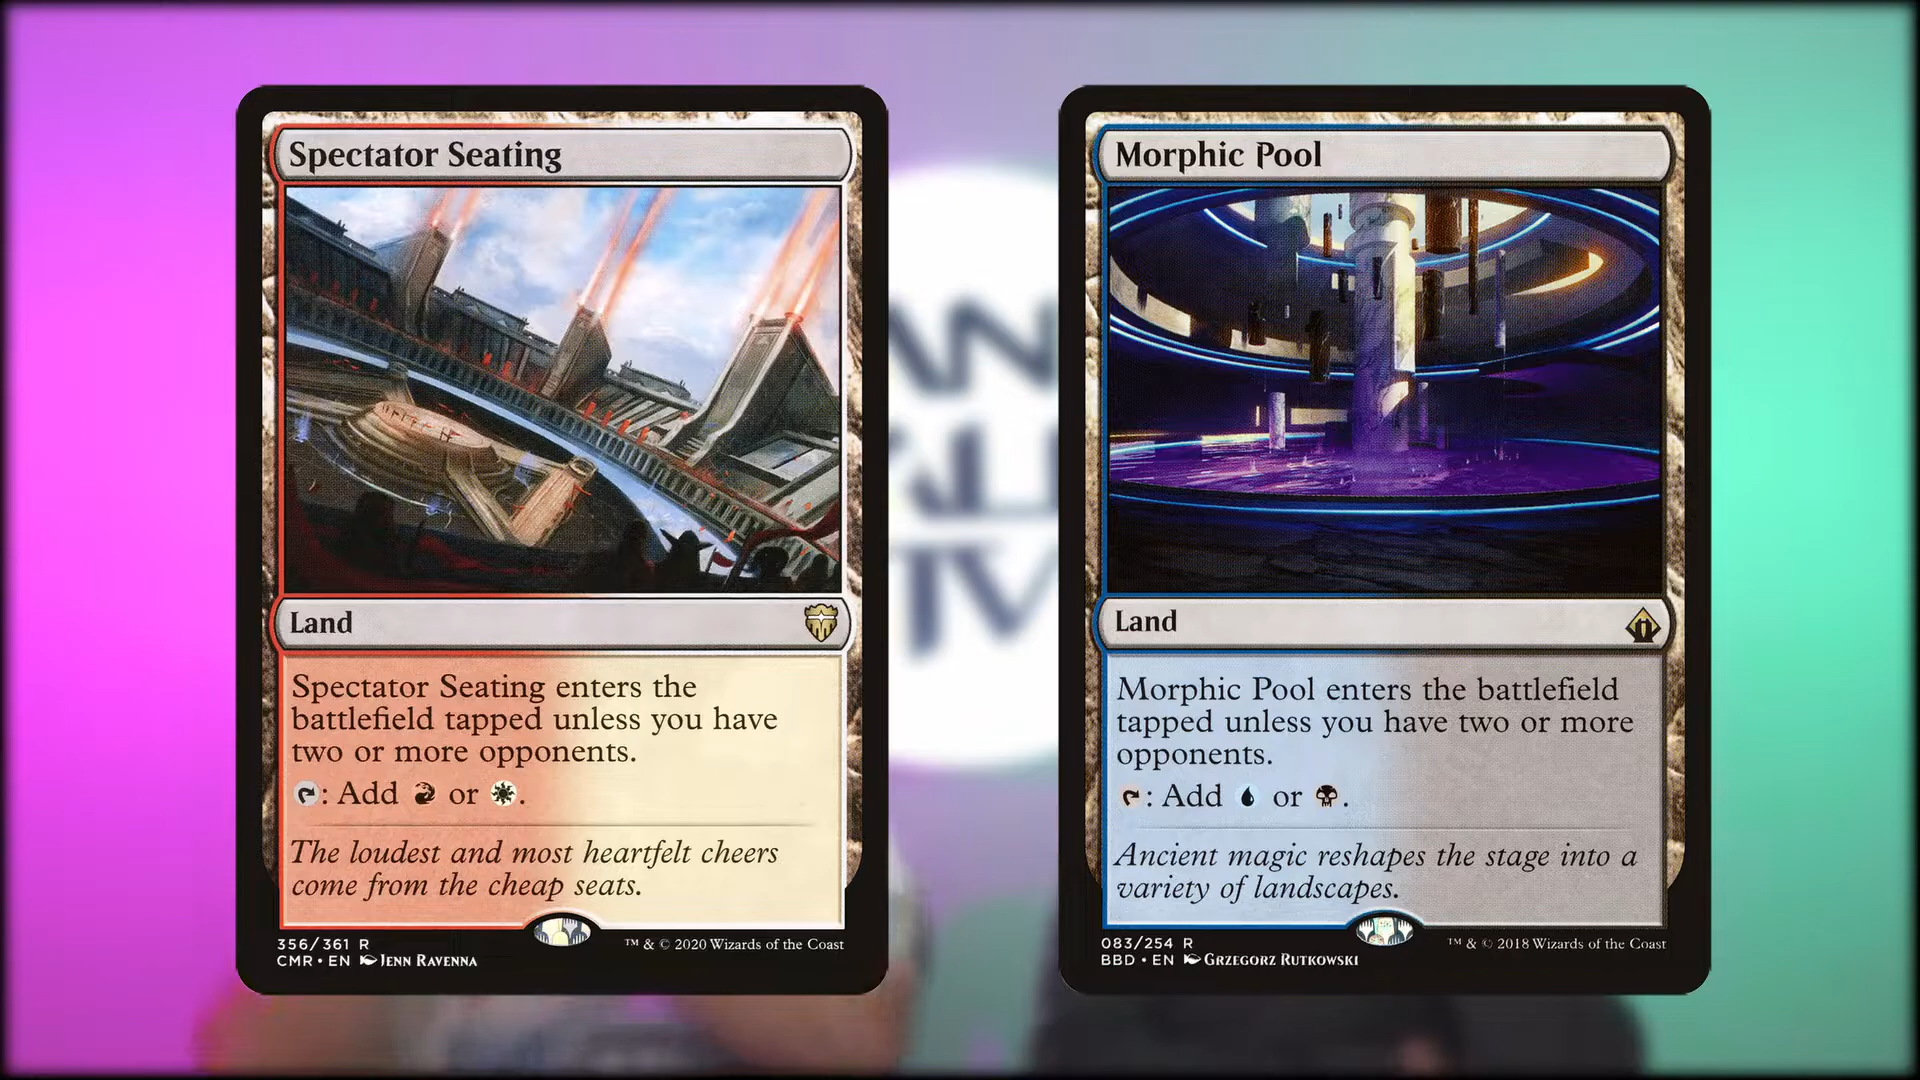 Spectator Seating
Land
Spectator Seating enters the
battlefield tapped unless you have
two or more opponents.
: Add or .
The loudest and most heartfelt cheers
come from the cheap seats.
356/361 R
CMR • EN Jenn Ravenna
™ & © 2020 Wizards of the Coast
Morphic Pool
Land
Morphic Pool enters the battlefield
tapped unless you have two or more
opponents.
: Add or .
Ancient magic reshapes the stage into a
variety of landscapes.
083/254 R
BBD • EN Grzegorz Rutkowski
™ & © 2018 Wizards of the Coast